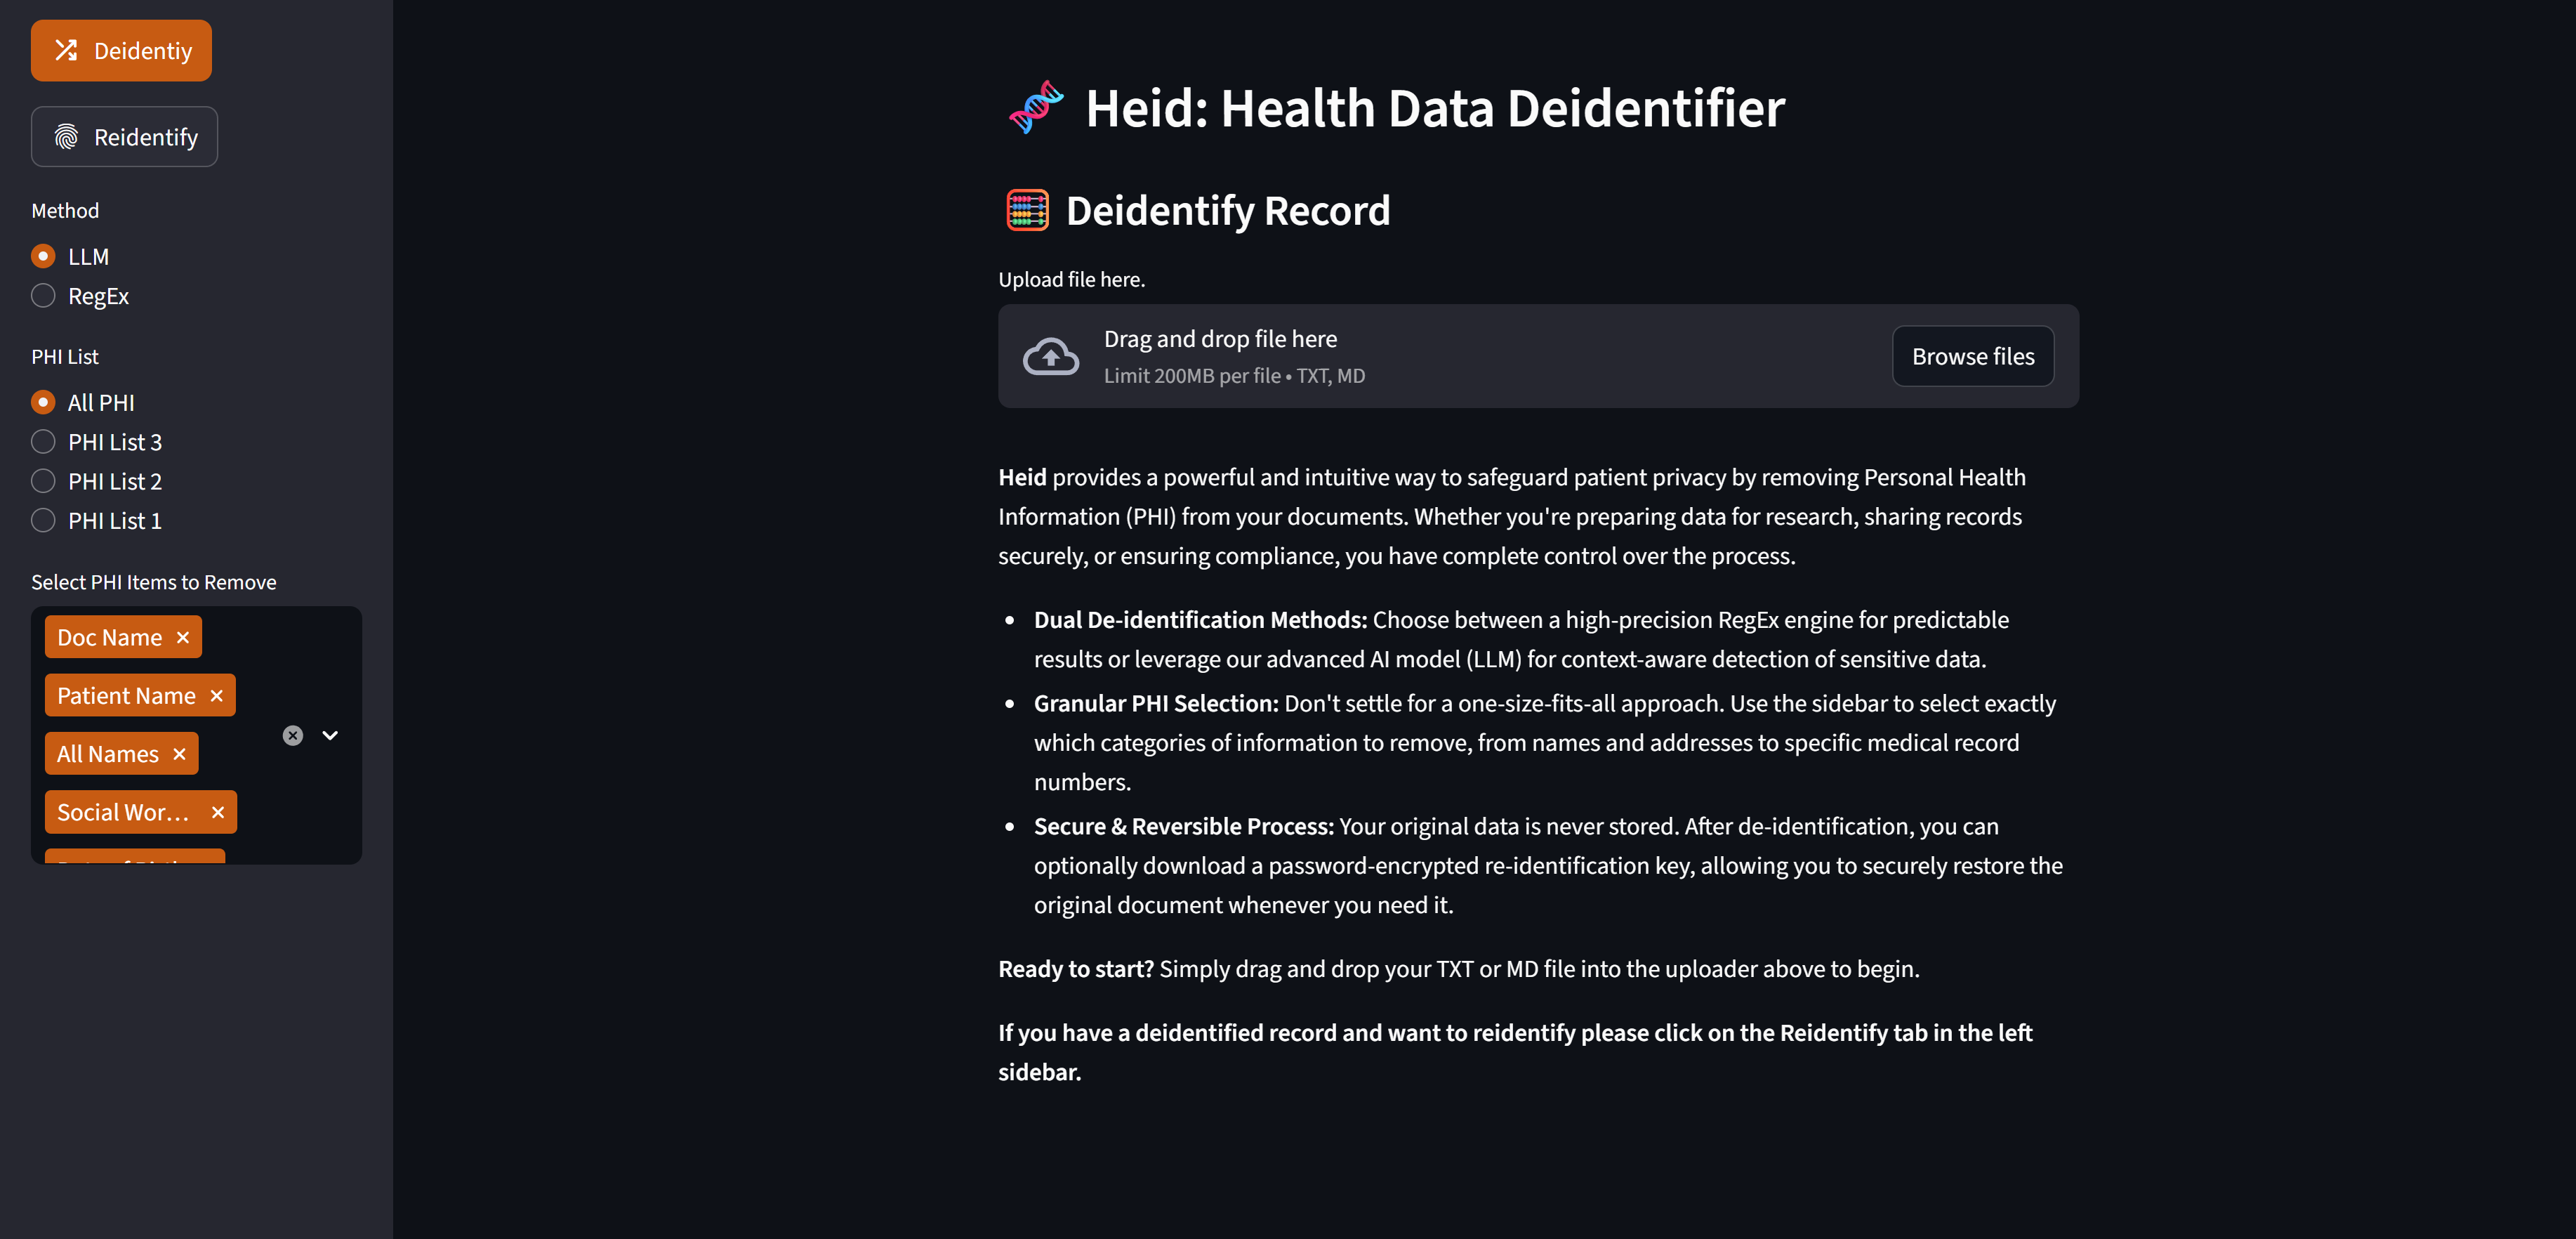 Deidentiy
Reidentify
Method
LLM
RegEx
PHI List
All PHI
PHI List 3
PHI List 2
PHI List 1
Select PHI Items to Remove
Doc Name
Patient Name
All Names
Social Wor...
Heid: Health Data Deidentifier
Deidentify Record
Upload file here.
Drag and drop file here
Limit 200MB per file • TXT, MD
Browse files
Heid provides a powerful and intuitive way to safeguard patient privacy by removing Personal Health
Information (PHI) from your documents. Whether you're preparing data for research, sharing records
securely, or ensuring compliance, you have complete control over the process.
• Dual De-identification Methods: Choose between a high-precision RegEx engine for predictable
results or leverage our advanced AI model (LLM) for context-aware detection of sensitive data.
• Granular PHI Selection: Don't settle for a one-size-fits-all approach. Use the sidebar to select exactly
which categories of information to remove, from names and addresses to specific medical record
numbers.
• Secure & Reversible Process: Your original data is never stored. After de-identification, you can
optionally download a password-encrypted re-identification key, allowing you to securely restore the
original document whenever you need it.
Ready to start? Simply drag and drop your TXT or MD file into the uploader above to begin.
If you have a deidentified record and want to reidentify please click on the Reidentify tab in the left
sidebar.